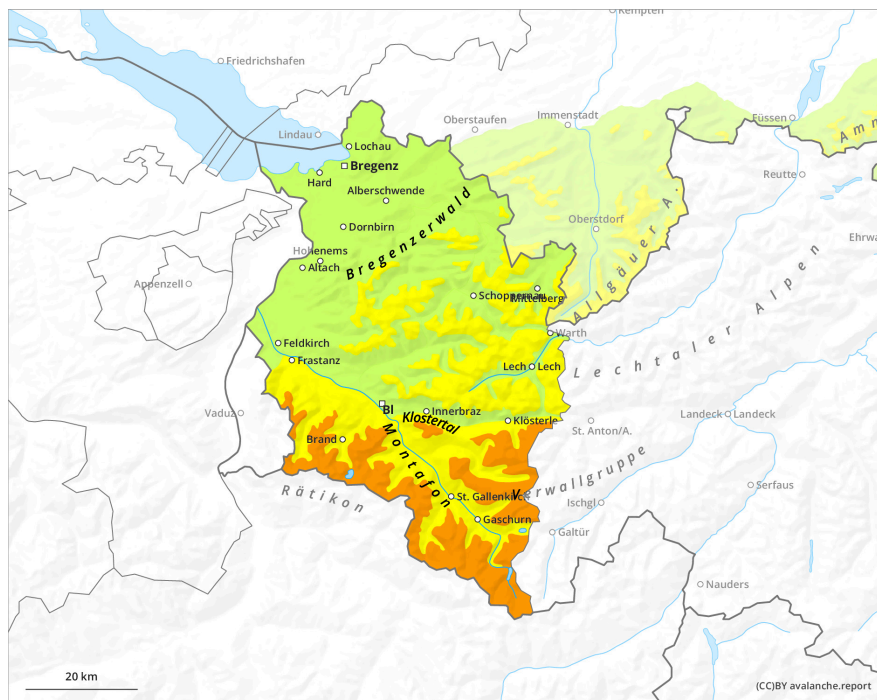 Kempten
Friedrichshafen
Immenstadt
Füssen
Oberstaufen
Lindau
Lochau
Bregenz
Hard
Reutte
Alberschwende
Oberstdorf
Dornbirn
Bregenzerwald
Hohenems
Altach
Allgäuer A.
Appenzell
Schoppernau
Mittelberg
Warth
Lechtaler Alpen
Feldkirch
Frastanz
Lech
Lech
Vaduz
Bl
Innerbraz
Klostertal
Klösterle
St. Anton/A.
Landeck
Landeck
Brand
Montafon
Verwallgruppe
Rätikon
St. Gallenkirch
Ischgl
Serfaus
Gaschurn
Galtür
Nauders
20 km
(CC)BY avalanche.report